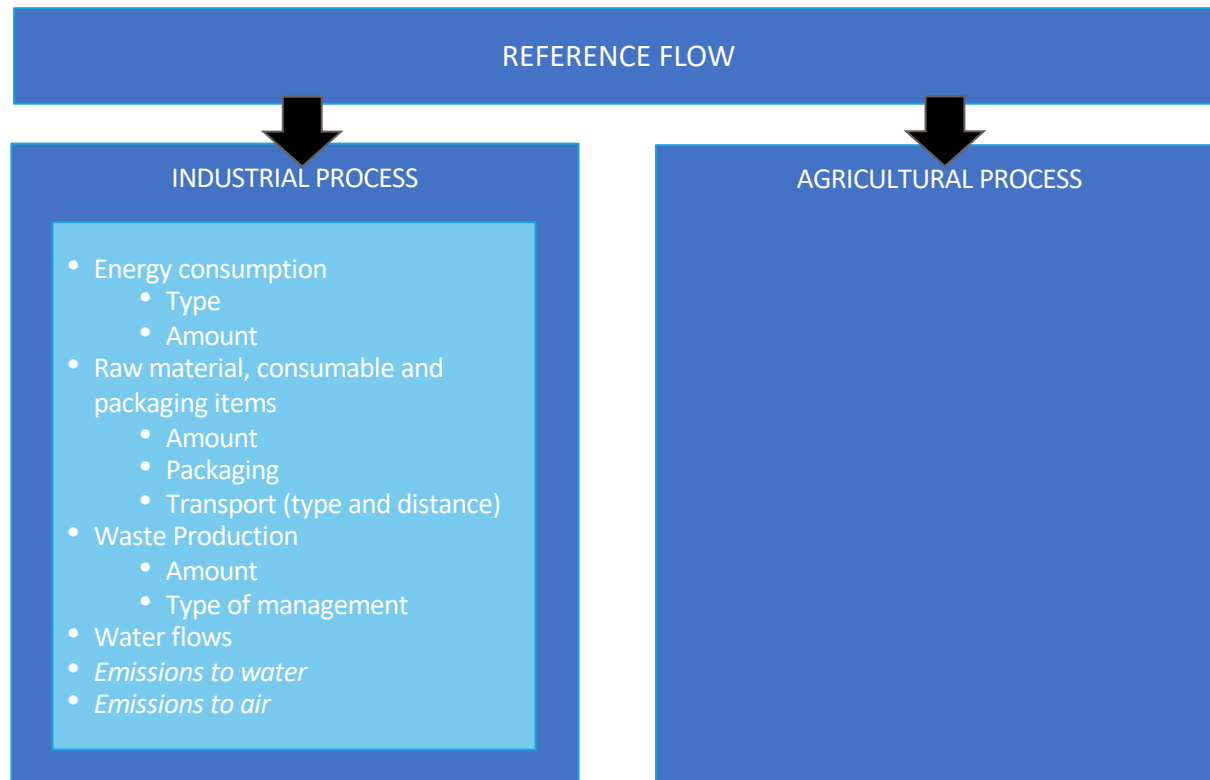 REFERENCE FLOW
INDUSTRIAL PROCESS
• Energy consumption
• Type
• Amount
• Raw material, consumable and
packaging items
• Amount
• Packaging
• Transport (type and distance)
• Waste Production
• Amount
• Type of management
• Water flows
• Emissions to water
• Emissions to air
AGRICULTURAL PROCESS